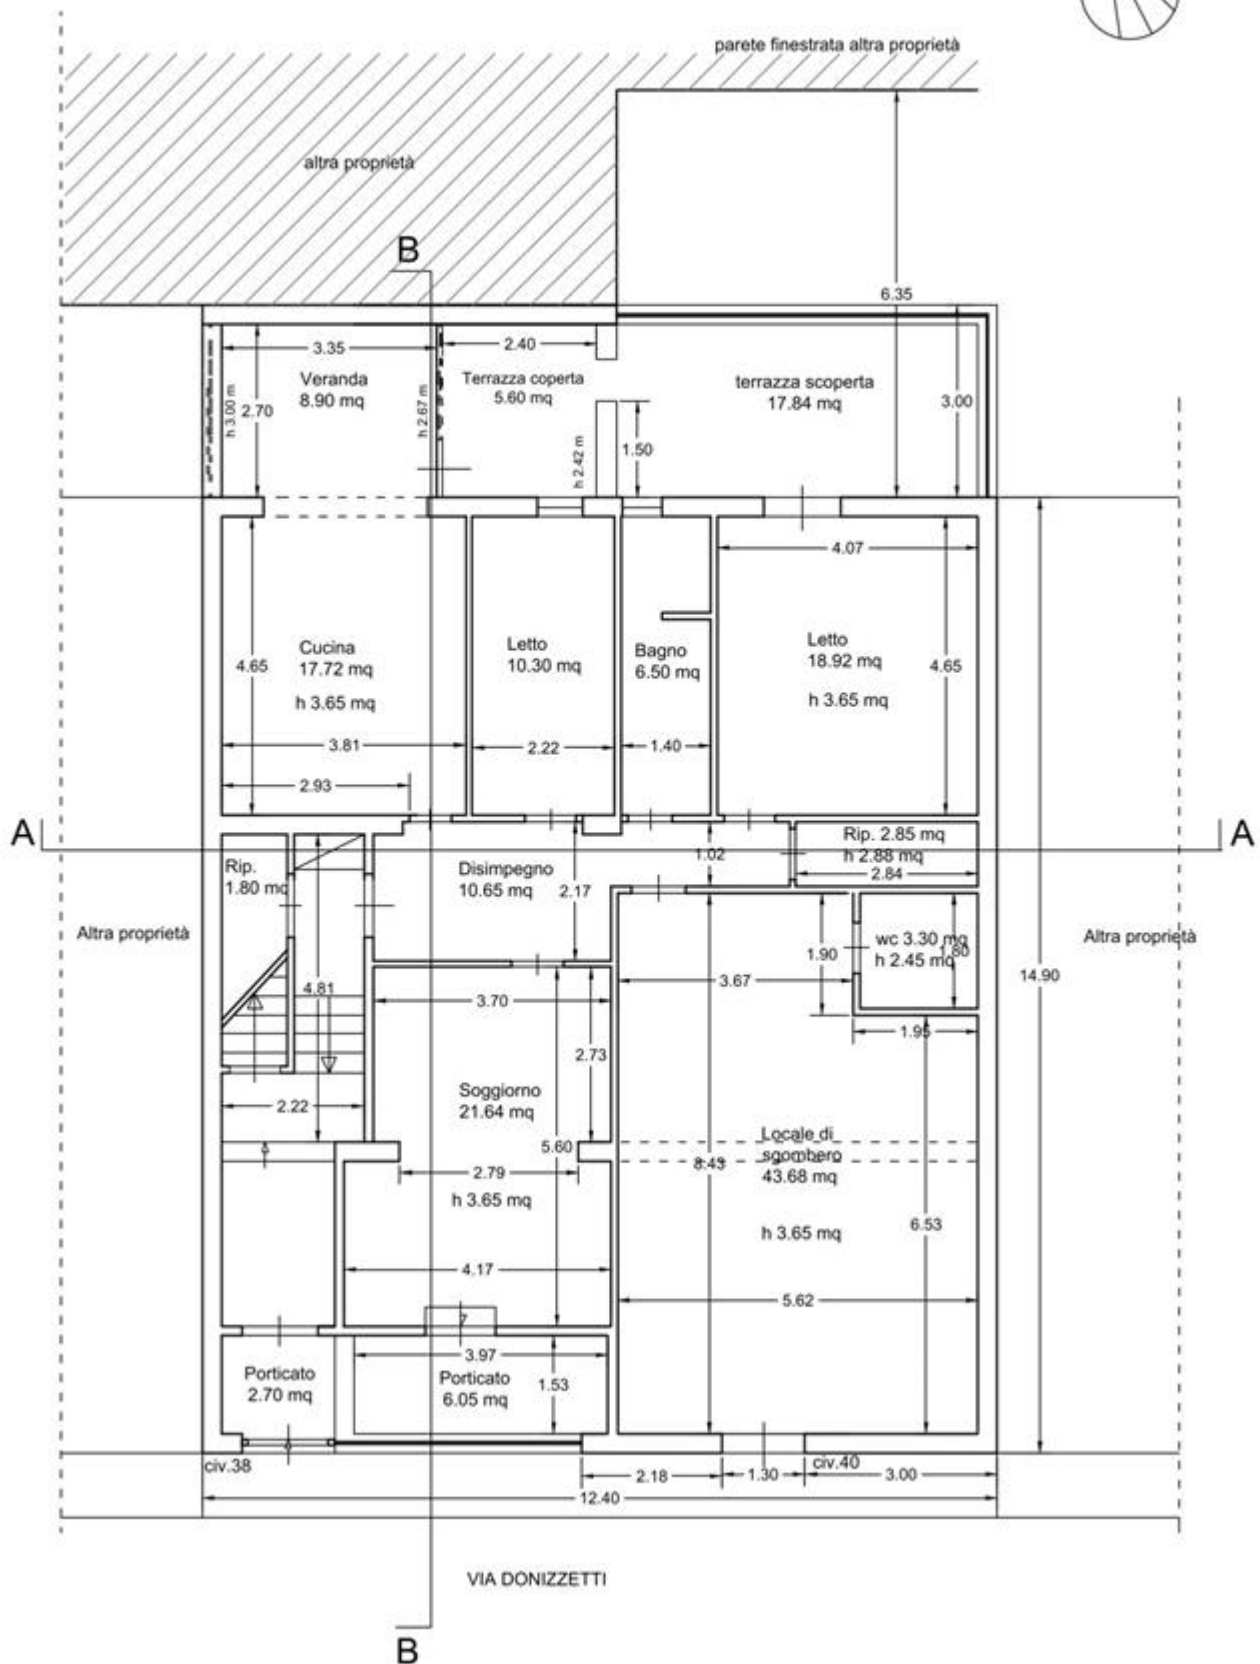 parete finestrata altra proprietà
altra proprietà
B
6.35
3.35
2.40
Veranda
8.90 mq
Terrazza coperta
5.60 mq
terrazza scoperta
17.84 mq
h 3.00 m
2.70
h 2.67 m
h 2.42 m
1.50
3.00
4.07
Cucina
17.72 mq
h 3.65 mq
Letto
10.30 mq
Bagno
6.50 mq
Letto
18.92 mq
h 3.65 mq
4.65
4.65
3.81
2.22
1.40
2.93
A
A
Rip.
1.80 mq
Disimpegno
10.65 mq
2.17
1.02
Rip. 2.85 mq
h 2.88 mq
2.84
Altra proprietà
Altra proprietà
wc 3.30 mq
h 2.45 mq
1.80
1.90
3.67
14.90
4.81
3.70
1.95
2.73
Soggiorno
21.64 mq
2.22
5.60
2.79
h 3.65 mq
Locale di
sgombero
43.68 mq
8.43
h 3.65 mq
6.53
4.17
5.62
3.97
Porticato
2.70 mq
Porticato
6.05 mq
1.53
civ.38
civ.40
2.18
1.30
3.00
12.40
VIA DONIZZETTI
B